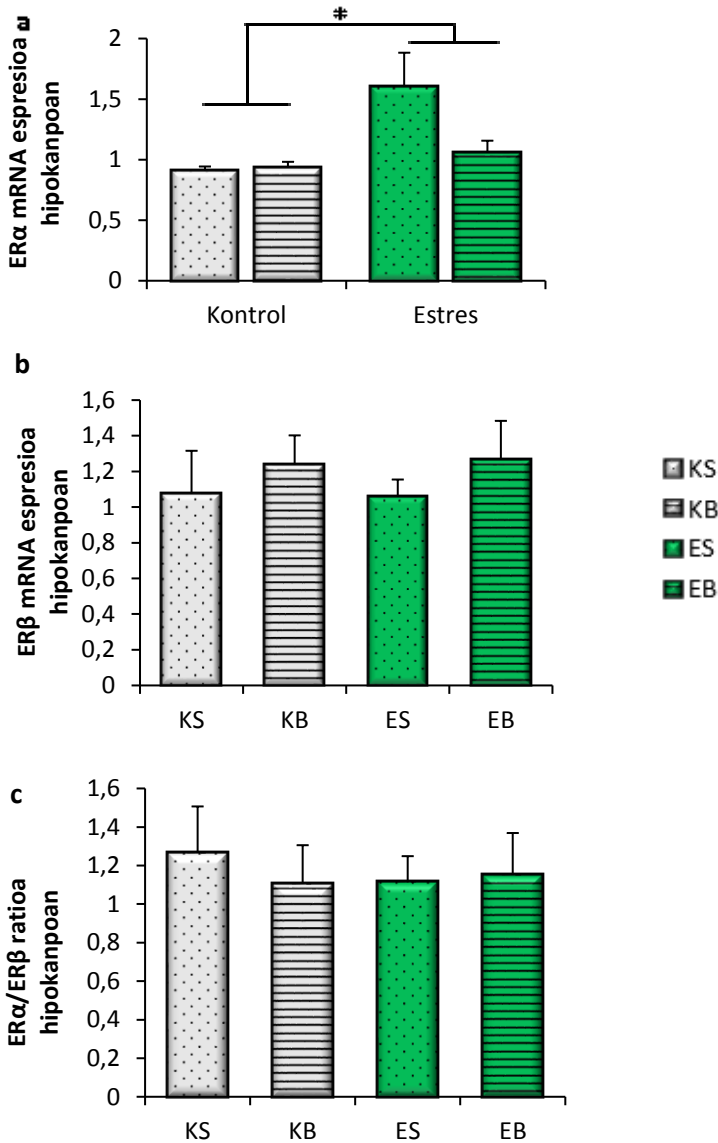 a
*
ERα mRNA espresioa
hipokanpoan
2
1,5
1
0,5
0
Kontrol
Estres
b
ERβ mRNA espresioa
hipokanpoan
1,6
1,4
1,2
1
0,8
0,6
0,4
0,2
0
KS
KB
ES
EB
KS
KB
ES
EB
c
ERα/ERβ ratioa
hipokanpoan
1,6
1,4
1,2
1
0,8
0,6
0,4
0,2
0
KS
KB
ES
EB